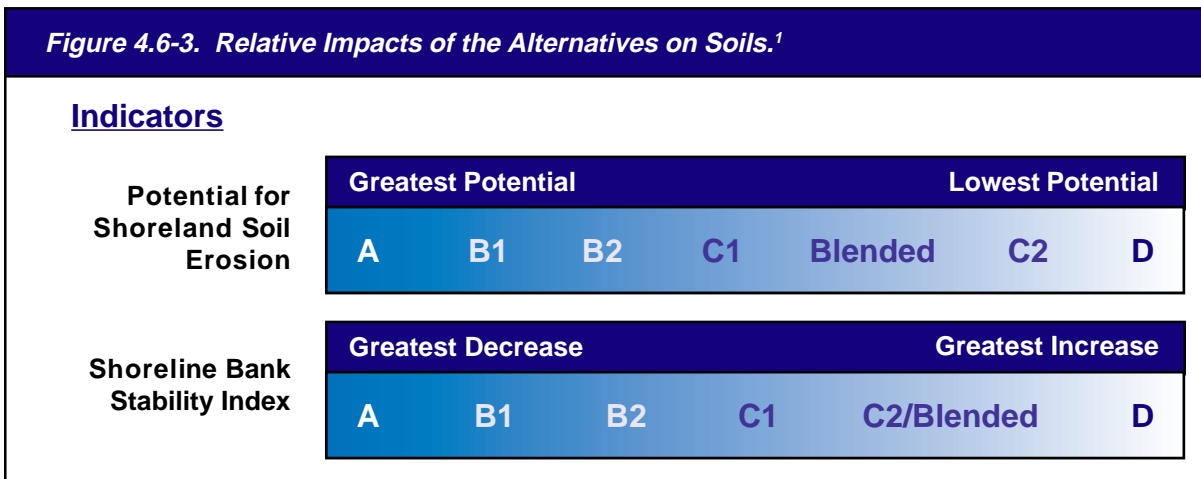 Figure 4.6-3. Relative Impacts of the Alternatives on Soils.1
Indicators
Potential for
Shoreland Soil
Erosion
Greatest Potential Lowest Potential
A B1 B2 C1 Blended C2 D
Shoreline Bank
Stability Index
Greatest Decrease Greatest Increase
A B1 B2 C1 C2/Blended D